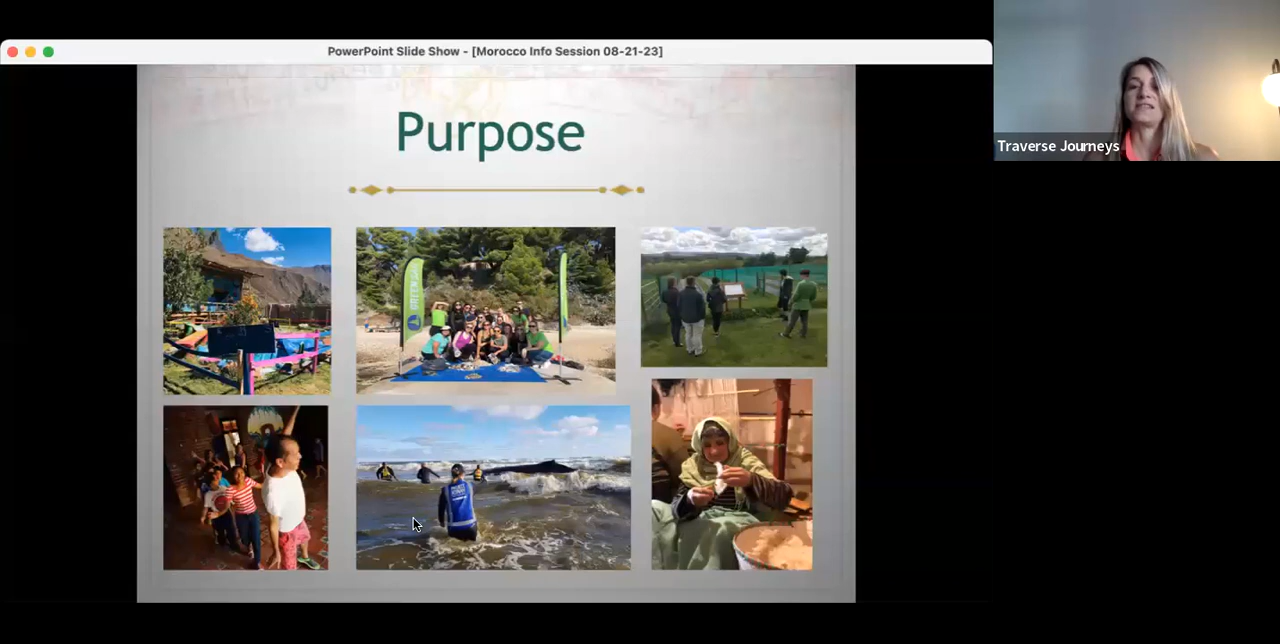 PowerPoint Slide Show - [Morocco Info Session 08-21-23]
Traverse Journeys
Purpose